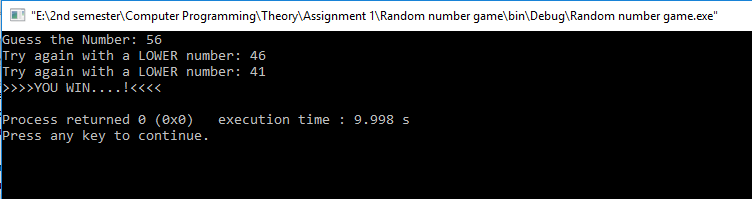 "E:\2nd semester\Computer Programming\Theory\Assignment 1\Random number game\bin\Debug\Random number game.exe"
Guess the Number: 56
Try again with a LOWER number: 46
Try again with a LOWER number: 41
>>>>YOU WIN....!<<<<
Process returned 0 (0x0)   execution time : 9.998 s
Press any key to continue.